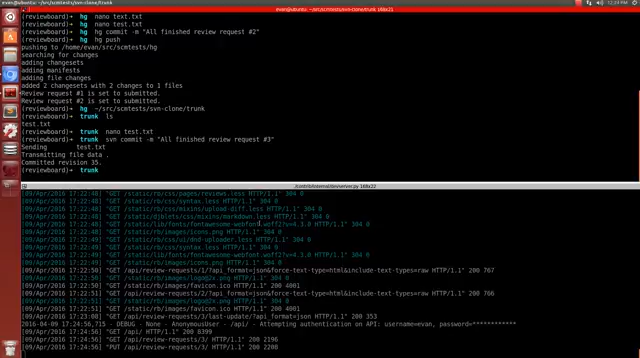 evan@ubuntu: ~/src/scmtests/svn-clone/trunk
12:29 PM
evan@ubuntu: ~/src/scmtests/svn-clone/trunk 168x21
(reviewboard)➜  hg  nano text.txt
(reviewboard)➜  hg  nano test.txt
(reviewboard)➜  hg  hg commit -m "All finished review request #2"
(reviewboard)➜  hg  hg push
pushing to /home/evan/src/scmtests/hg
searching for changes
adding changesets
adding manifests
adding file changes
added 2 changesets with 2 changes to 1 files
Review request #1 is set to submitted.
Review request #2 is set to submitted.
(reviewboard)➜  hg  ~/src/scmtests/svn-clone/trunk
(reviewboard)➜  trunk  ls
test.txt
(reviewboard)➜  trunk  nano test.txt
(reviewboard)➜  trunk  svn commit -m "All finished review request #3"
Sending        test.txt
Transmitting file data .
Committed revision 35.
(reviewboard)➜  trunk
./contrib/internal/devserver.py 168x22
[09/Apr/2016 17:22:48] "GET /static/rb/css/pages/reviews.less HTTP/1.1" 304 0
[09/Apr/2016 17:22:48] "GET /static/rb/css/syntax.less HTTP/1.1" 304 0
[09/Apr/2016 17:22:48] "GET /static/rb/css/mixins/upload-diff.less HTTP/1.1" 304 0
[09/Apr/2016 17:22:48] "GET /static/djblets/css/mixins/markdown.less HTTP/1.1" 304 0
[09/Apr/2016 17:22:48] "GET /static/lib/fonts/fontawesome-webfont.woff2?v=4.3.0 HTTP/1.1" 304 0
[09/Apr/2016 17:22:48] "GET /static/rb/images/icons.png HTTP/1.1" 304 0
[09/Apr/2016 17:22:49] "GET /static/rb/css/ui/dnd-uploader.less HTTP/1.1" 304 0
[09/Apr/2016 17:22:49] "GET /static/rb/css/syntax.less HTTP/1.1" 304 0
[09/Apr/2016 17:22:49] "GET /static/lib/fonts/fontawesome-webfont.woff2?v=4.3.0 HTTP/1.1" 304 0
[09/Apr/2016 17:22:49] "GET /static/rb/images/icons.png HTTP/1.1" 304 0
[09/Apr/2016 17:22:50] "GET /api/review-requests/1/?api_format=json&force-text-type=html&include-text-types=raw HTTP/1.1" 200 767
[09/Apr/2016 17:22:50] "GET /static/rb/images/logo@2x.png HTTP/1.1" 304 0
[09/Apr/2016 17:22:50] "GET /static/rb/images/favicon.ico HTTP/1.1" 200 4001
[09/Apr/2016 17:22:51] "GET /api/review-requests/2/?api_format=json&force-text-type=html&include-text-types=raw HTTP/1.1" 200 766
[09/Apr/2016 17:22:51] "GET /static/rb/images/logo@2x.png HTTP/1.1" 304 0
[09/Apr/2016 17:22:51] "GET /static/rb/images/favicon.ico HTTP/1.1" 200 4001
[09/Apr/2016 17:23:08] "GET /api/review-requests/3/last-update/?api_format=json HTTP/1.1" 200 353
2016-04-09 17:24:56,715 - DEBUG - None - AnonymousUser - /api/ - Attempting authentication on API: username=evan, password=************
[09/Apr/2016 17:24:56] "GET /api/ HTTP/1.1" 200 8399
[09/Apr/2016 17:24:56] "GET /api/review-requests/3/ HTTP/1.1" 200 2196
[09/Apr/2016 17:24:56] "PUT /api/review-requests/3/ HTTP/1.1" 200 2208